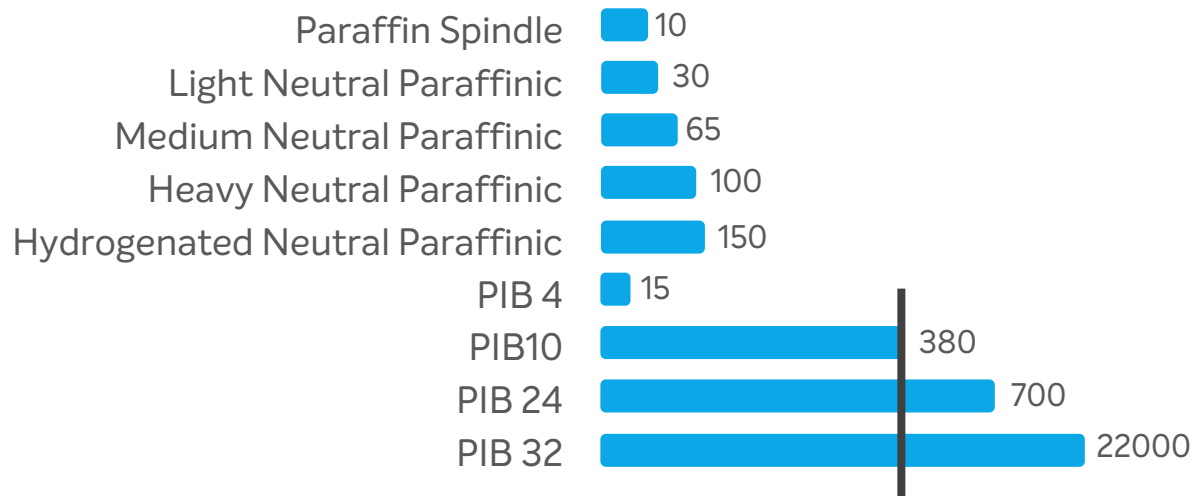 Paraffin Spindle 10
Light Neutral Paraffinic 30
Medium Neutral Paraffinic 65
Heavy Neutral Paraffinic 100
Hydrogenated Neutral Paraffinic 150
PIB 4 15
PIB10 380
PIB 24 700
PIB 32 22000